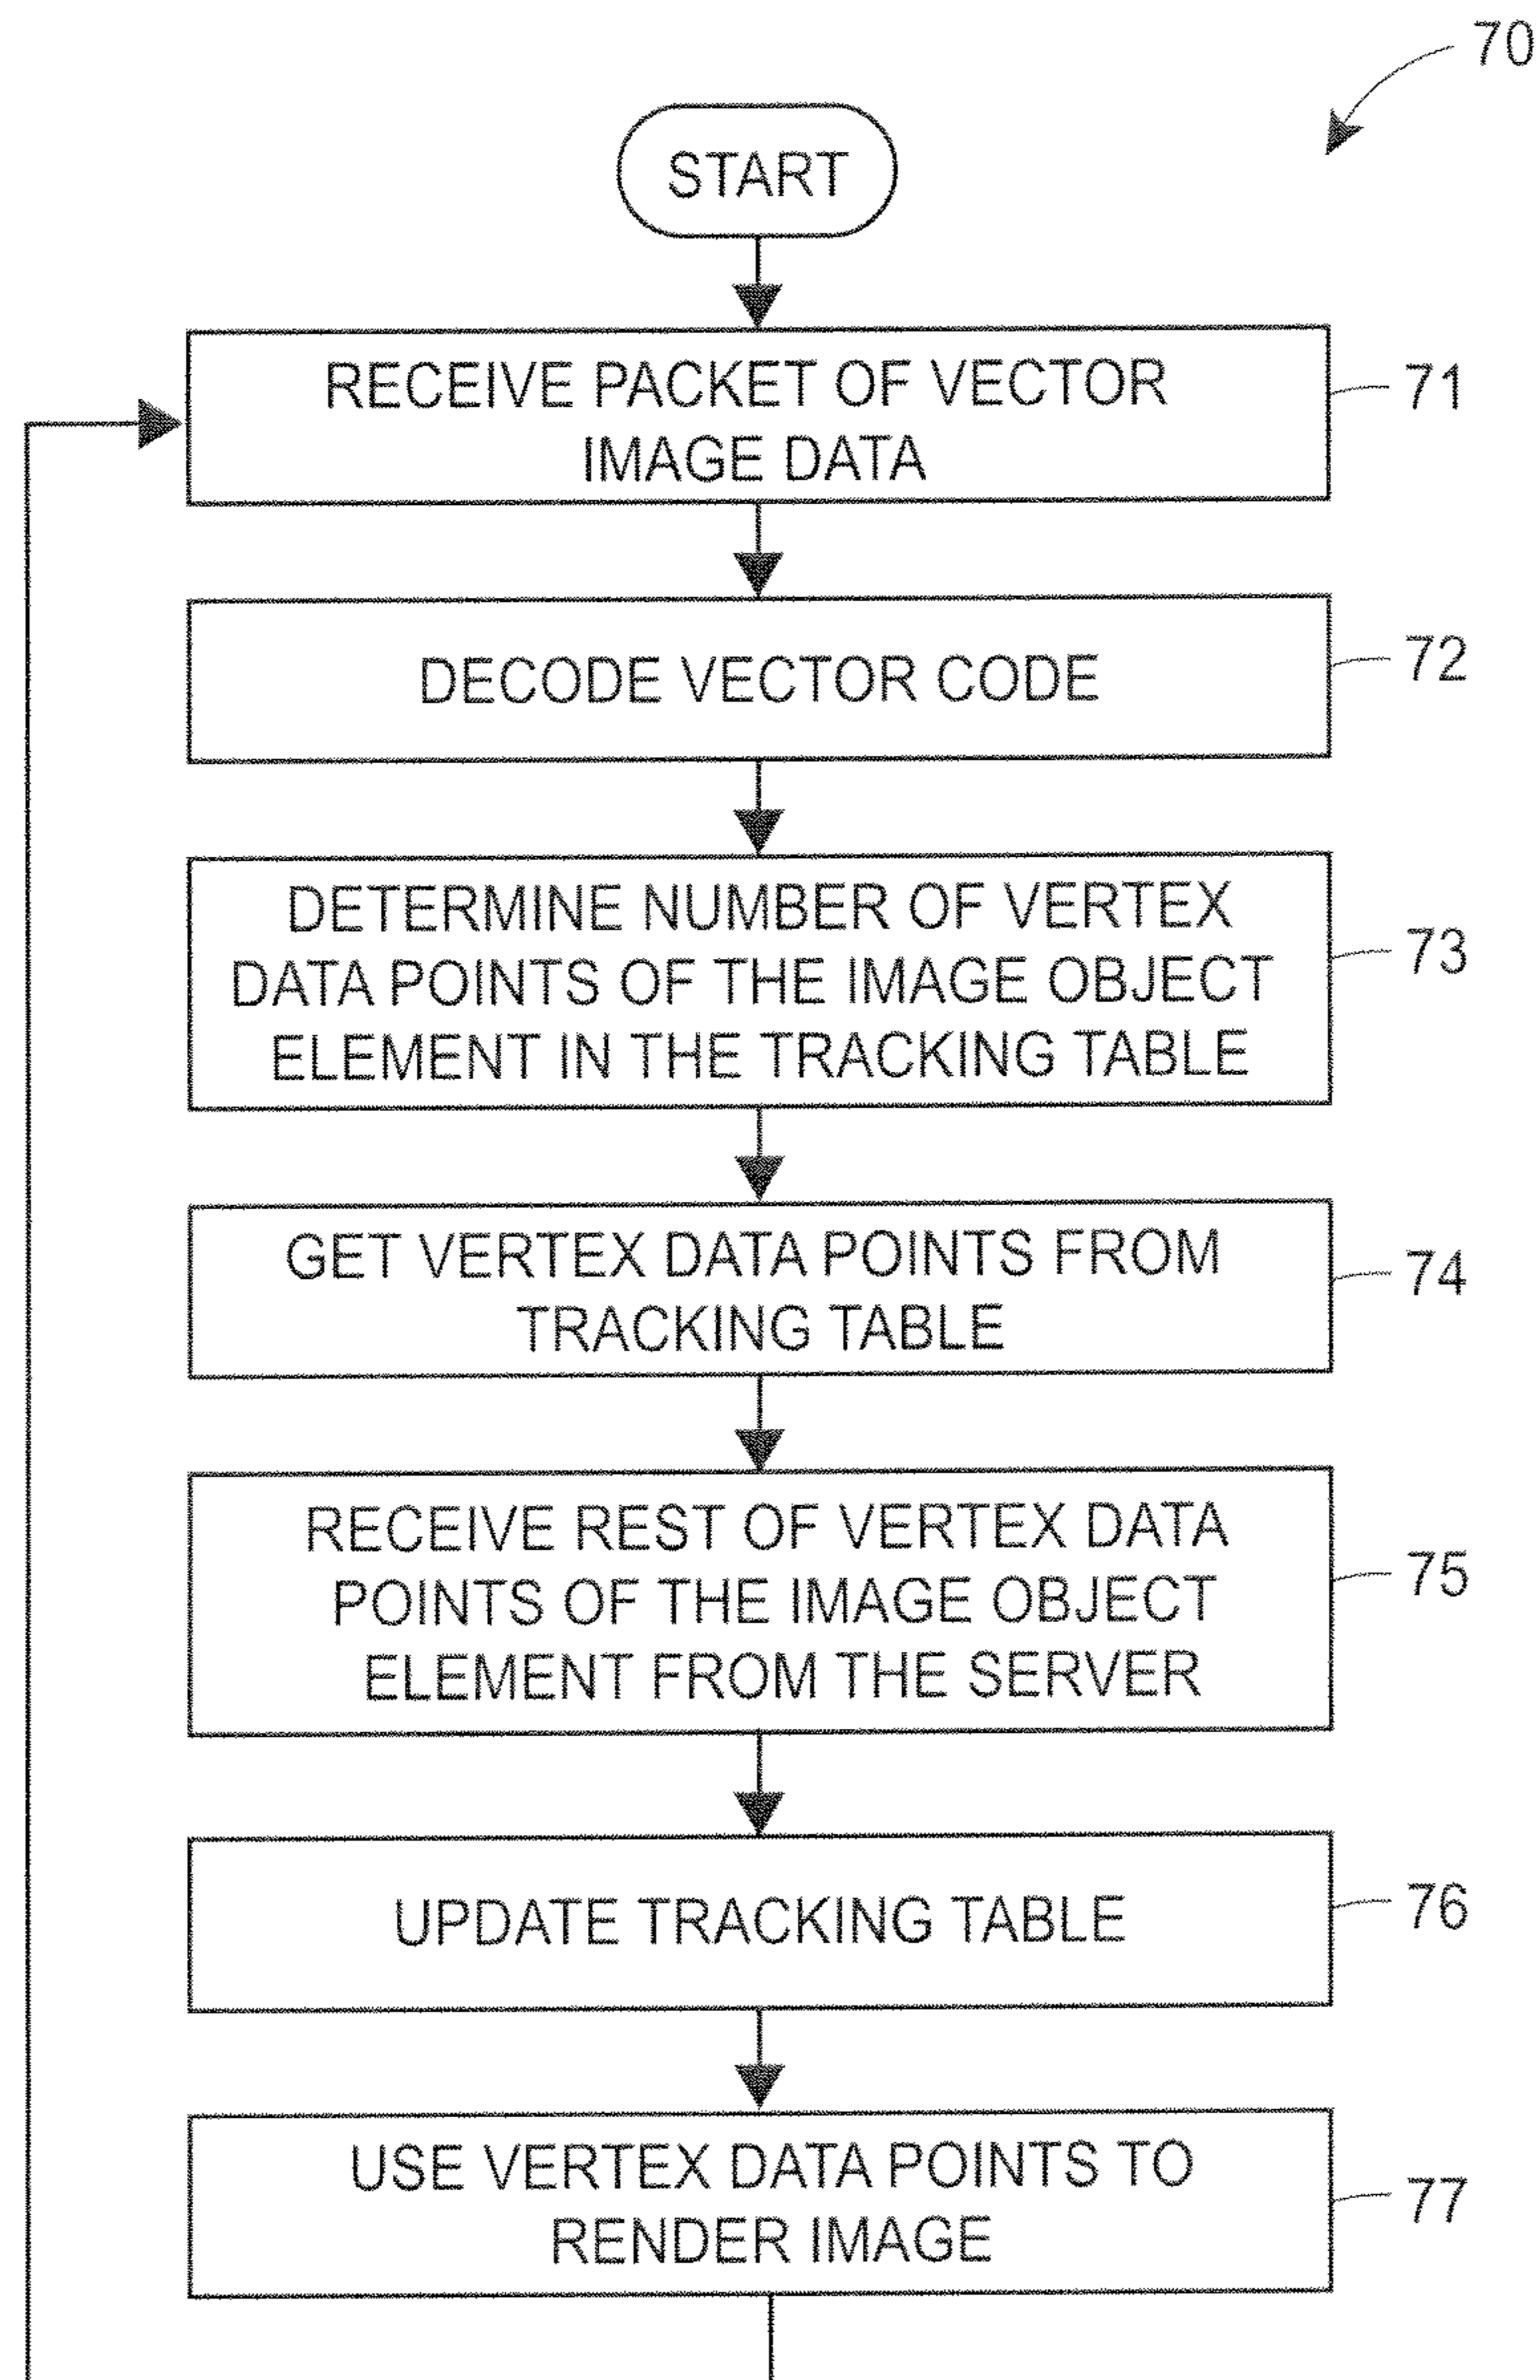 70
START
RECEIVE PACKET OF VECTOR
IMAGE DATA
71
DECODE VECTOR CODE
72
DETERMINE NUMBER OF VERTEX
DATA POINTS OF THE IMAGE OBJECT
ELEMENT IN THE TRACKING TABLE
73
GET VERTEX DATA POINTS FROM
TRACKING TABLE
74
RECEIVE REST OF VERTEX DATA
POINTS OF THE IMAGE OBJECT
ELEMENT FROM THE SERVER
75
UPDATE TRACKING TABLE
76
USE VERTEX DATA POINTS TO
RENDER IMAGE
77